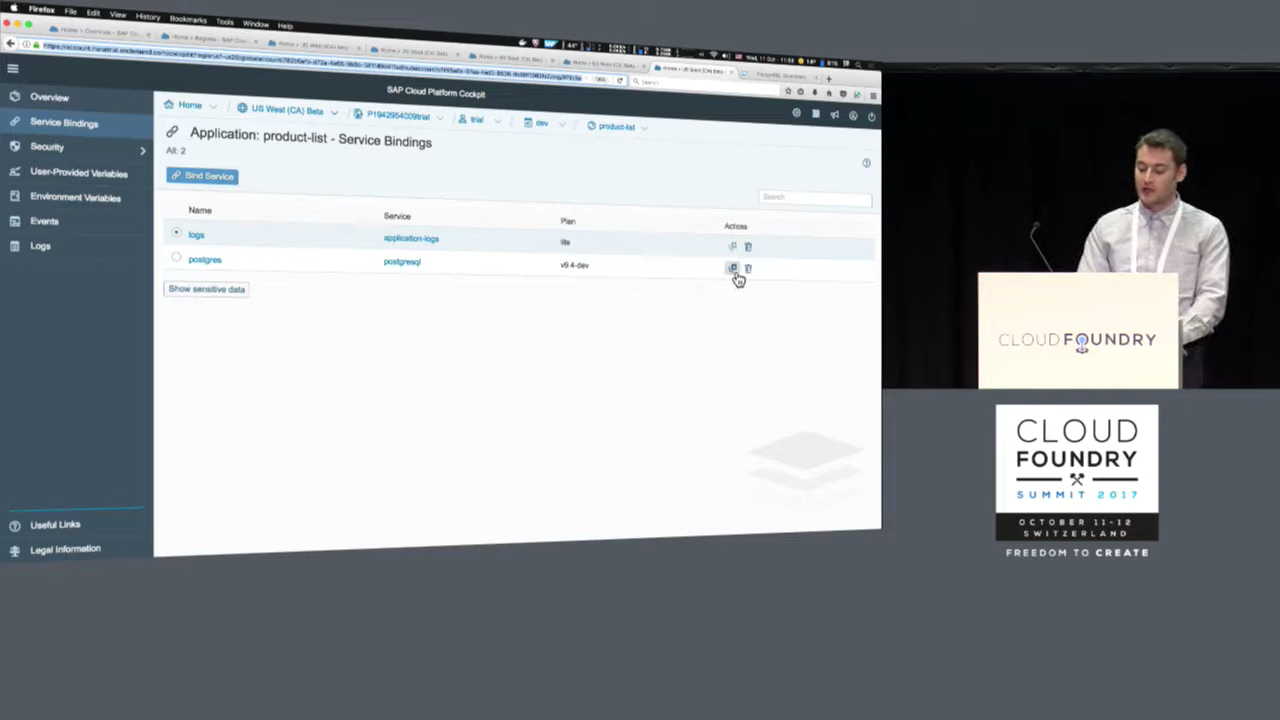 Firefox File Edit View History Bookmarks Tools Window Help
Search
SAP Cloud Platform Cockpit
Home US West (CA) Beta P1942954009trial trial dev product-list
Overview
Service Bindings
Security
User-Provided Variables
Environment Variables
Events
Logs
Useful Links
Legal Information
Application: product-list - Service Bindings
All: 2
Bind Service
Search
Name Service Plan Actions
logs application-logs lite
postgres postgresql v9.4-dev
Show sensitive data
CLOUD FOUNDRY
CLOUD
FOUNDRY
SUMMIT 2017
OCTOBER 11-12
SWITZERLAND
FREEDOM TO CREATE